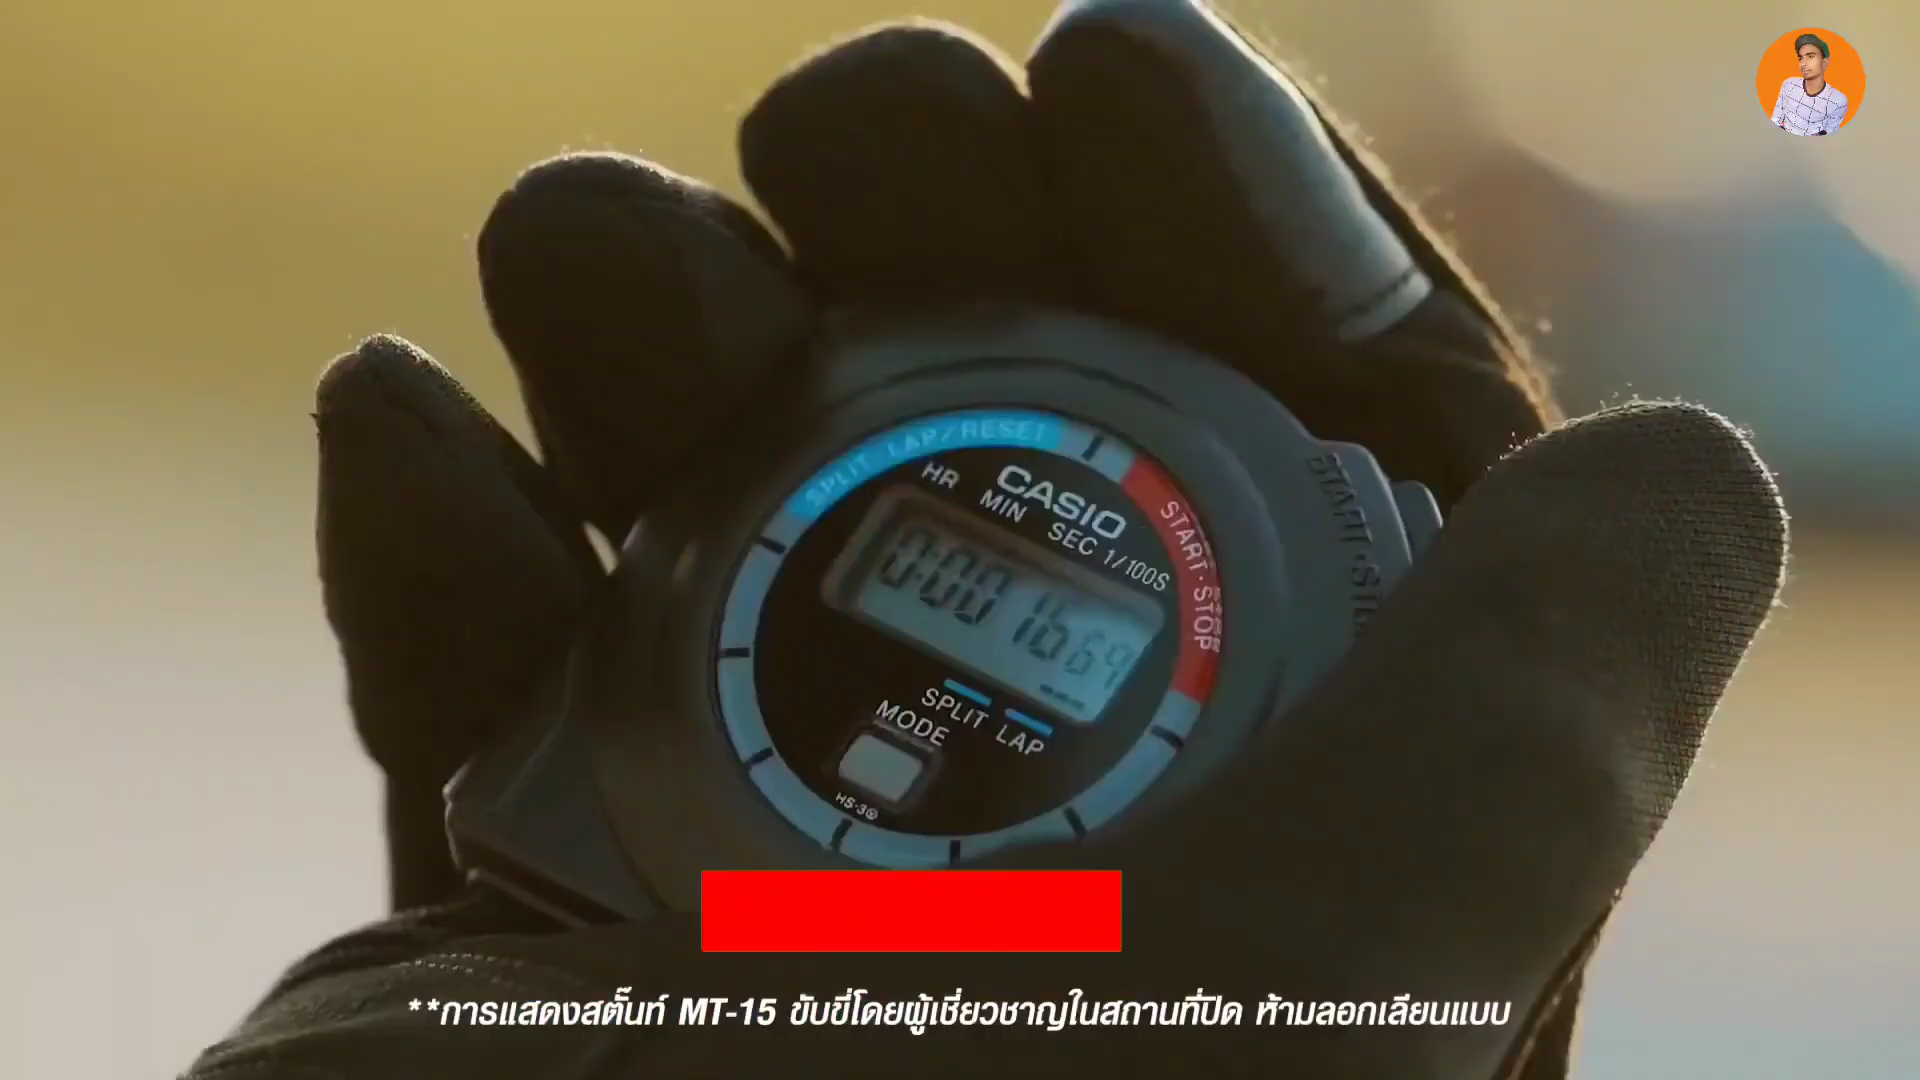 SPLIT LAP/RESET
CASIO
HR MIN SEC 1/100S
START·STOP
START·STOP
0:00 16 69
SPLIT LAP
MODE
HS-3
**การแสดงสตั๊นท์ MT-15 ขับขี่โดยผู้เชี่ยวชาญในสถานที่ปิด ห้ามลอกเลียนแบบ